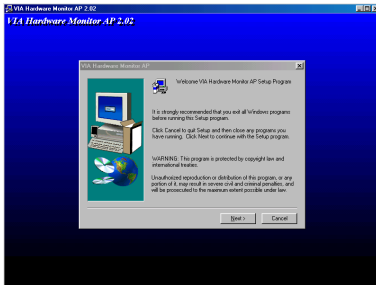 VIA Hardware Monitor AP 2.02
VIA Hardware Monitor AP 2.02
VIA Hardware Monitor AP
Welcome VIA Hardware Monitor AP Setup Program
It is strongly recommended that you exit all Windows programs
before running this Setup program.
Click Cancel to quit Setup and then close any programs you
have running. Click Next to continue with the Setup program.
WARNING: This program is protected by copyright law and
international treaties.
Unauthorized reproduction or distribution of this program, or any
portion of it, may result in severe civil and criminal penalties, and
will be prosecuted to the maximum extent possible under law.
Next >
Cancel